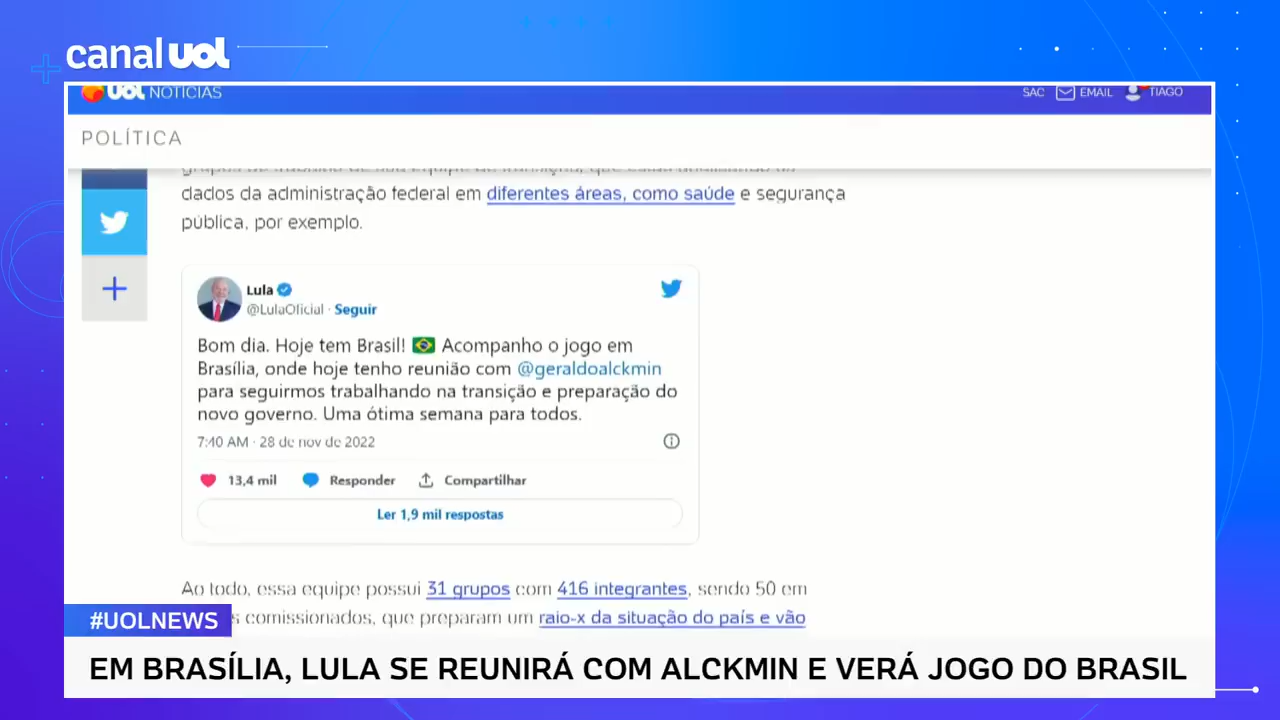 canal UOL
UOL NOTÍCIAS
SAC EMAIL TIAGO
POLÍTICA
dados da administração federal em diferentes áreas, como saúde e segurança
pública, por exemplo.
Lula
@LulaOficial · Seguir
Bom dia. Hoje tem Brasil! 🇧🇷 Acompanho o jogo em
Brasília, onde hoje tenho reunião com @geraldoalckmin
para seguirmos trabalhando na transição e preparação do
novo governo. Uma ótima semana para todos.
7:40 AM · 28 de nov de 2022
13,4 mil Responder Compartilhar
Ler 1,9 mil respostas
Ao todo, essa equipe possui 31 grupos com 416 integrantes, sendo 50 em
comissionados, que preparam um raio-x da situação do país e vão
#UOLNEWS
EM BRASÍLIA, LULA SE REUNIRÁ COM ALCKMIN E VERÁ JOGO DO BRASIL